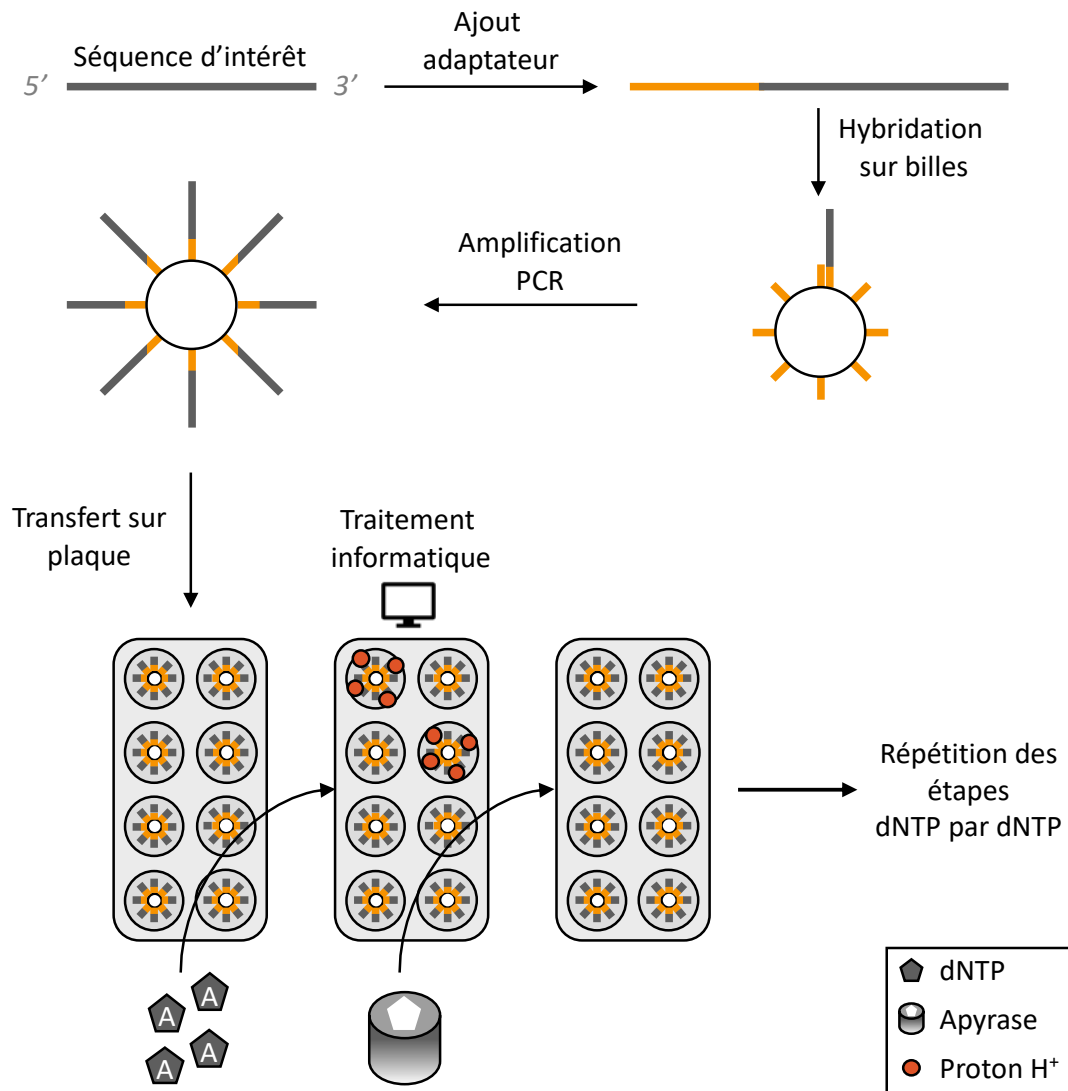 Séquence d'intérêt
5'
3'
Ajout
adaptateur
Hybridation
sur billes
Amplification
PCR
Transfert sur
plaque
Traitement
informatique
Répétition des
étapes
dNTP par dNTP
A
A
A
A
dNTP
Apyrase
Proton H⁺